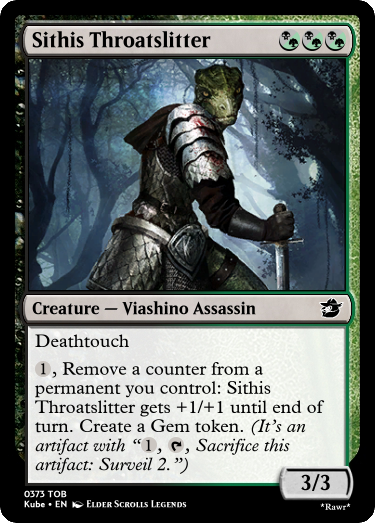 Sithis Throatslitter
Creature — Viashino Assassin
Deathtouch
1, Remove a counter from a
permanent you control: Sithis
Throatslitter gets +1/+1 until end of
turn. Create a Gem token. (It's an
artifact with “1, , Sacrifice this
artifact: Surveil 2.”)
3/3
0373 TOB
Kube • EN Elder Scrolls Legends
*Rawr*